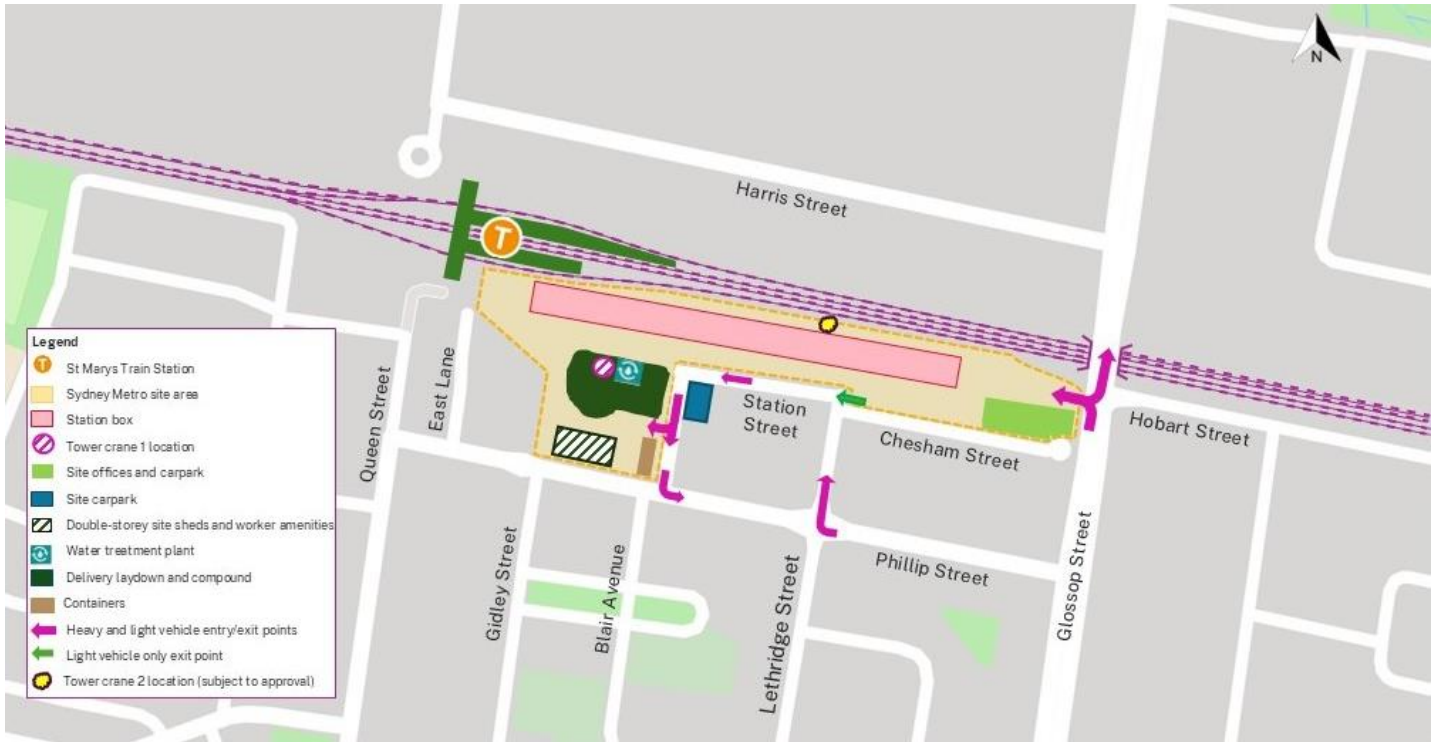 N
Harris Street
T
Legend
T St Marys Train Station
Sydney Metro site area
Station box
Tower crane 1 location
Site offices and carpark
Site carpark
Double-storey site sheds and worker amenities
Water treatment plant
Delivery laydown and compound
Containers
Heavy and light vehicle entry/exit points
Light vehicle only exit point
Tower crane 2 location (subject to approval)
Queen Street
East Lane
Station
Street
Chesham Street
Hobart Street
Gidley Street
Blair Avenue
Lethridge Street
Phillip Street
Glossop Street